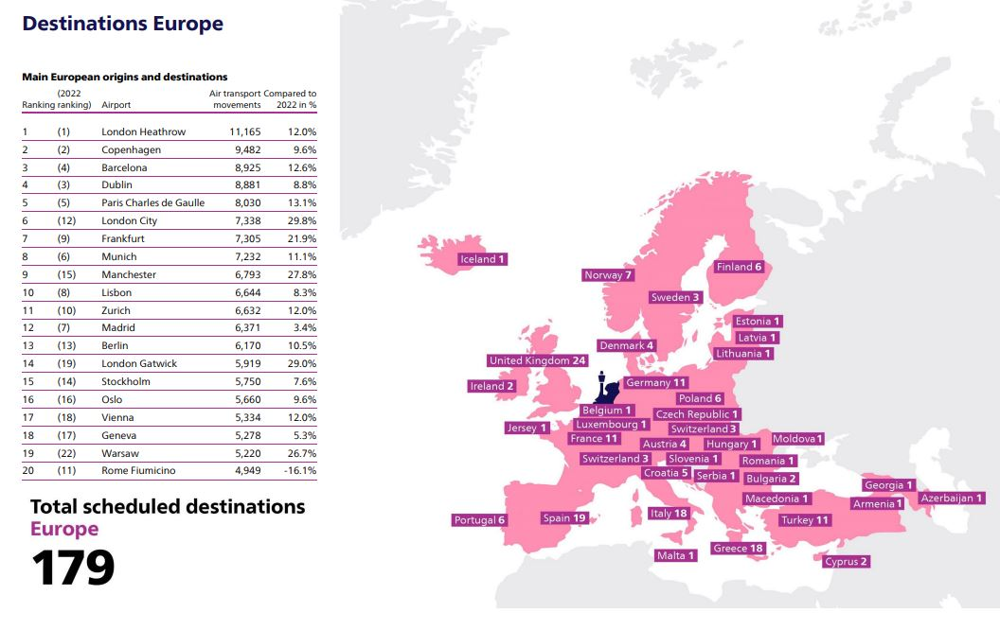 Destinations Europe
Main European origins and destinations
(2022 Air transport Compared to
Ranking ranking) Airport movements 2022 in %
1 (1) London Heathrow 11,165 12.0%
2 (2) Copenhagen 9,482 9.6%
3 (4) Barcelona 8,925 12.6%
4 (3) Dublin 8,881 8.8%
5 (5) Paris Charles de Gaulle 8,030 13.1%
6 (12) London City 7,338 29.8%
7 (9) Frankfurt 7,305 21.9%
8 (6) Munich 7,232 11.1%
9 (15) Manchester 6,793 27.8%
10 (8) Lisbon 6,644 8.3%
11 (10) Zurich 6,632 12.0%
12 (7) Madrid 6,371 3.4%
13 (13) Berlin 6,170 10.5%
14 (19) London Gatwick 5,919 29.0%
15 (14) Stockholm 5,750 7.6%
16 (16) Oslo 5,660 9.6%
17 (18) Vienna 5,334 12.0%
18 (17) Geneva 5,278 5.3%
19 (22) Warsaw 5,220 26.7%
20 (11) Rome Fiumicino 4,949 -16.1%
Total scheduled destinations
Europe
179
Iceland 1
Finland 6
Norway 7
Sweden 3
Estonia 1
Latvia 1
Denmark 4
Lithuania 1
United Kingdom 24
Ireland 2
Germany 11
Poland 6
Belgium 1
Czech Republic 1
Jersey 1
Luxembourg 1
Switzerland 3
France 11
Austria 4
Hungary 1
Moldova 1
Switzerland 3
Slovenia 1
Romania 1
Croatia 5
Serbia 1
Bulgaria 2
Georgia 1
Macedonia 1
Armenia 1
Azerbaijan 1
Portugal 6
Spain 19
Italy 18
Turkey 11
Malta 1
Greece 18
Cyprus 2